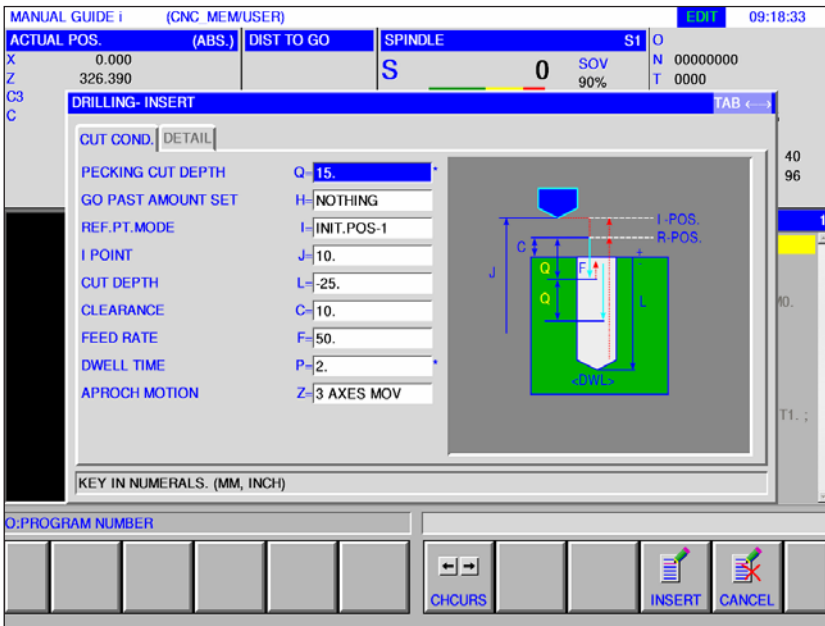 MANUAL GUIDE i (CNC_MEM/USER) EDIT 09:18:33
ACTUAL POS. (ABS.) DIST TO GO SPINDLE S1 O
X 0.000 S 0 SOV N 00000000
Z 326.390 90% T 0000
C3
C
DRILLING- INSERT TAB ←→
CUT COND. DETAIL
PECKING CUT DEPTH Q= 15. *
GO PAST AMOUNT SET H= NOTHING
REF.PT.MODE I= INIT.POS-1
I POINT J= 10.
CUT DEPTH L= -25.
CLEARANCE C= 10.
FEED RATE F= 50.
DWELL TIME P= 2. *
APROCH MOTION Z= 3 AXES MOV
I-POS.
R-POS.
C
J
Q
F
+
-
Q
L
<DWL>
40
96
1
M0.
T1. ;
KEY IN NUMERALS. (MM, INCH)
O:PROGRAM NUMBER
CHCURS INSERT CANCEL